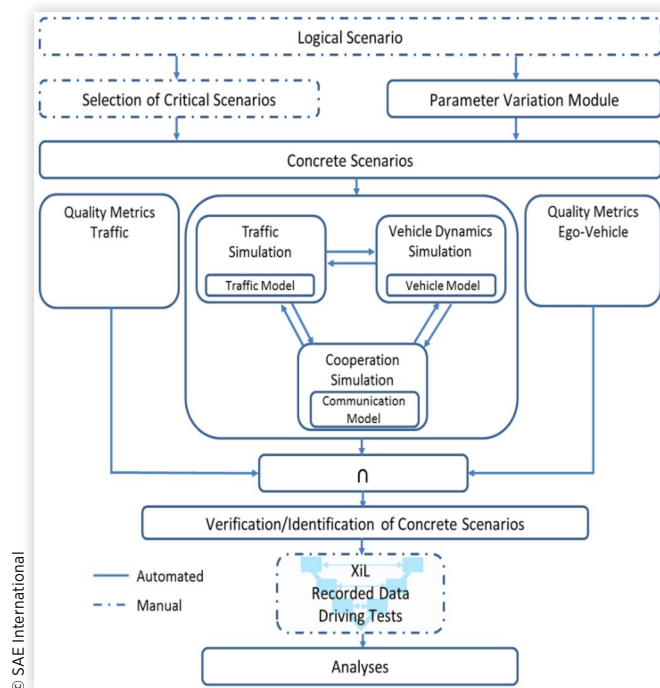 Logical Scenario
Selection of Critical Scenarios
Parameter Variation Module
Concrete Scenarios
Quality Metrics
Traffic
Traffic
Simulation
Traffic Model
Vehicle Dynamics
Simulation
Vehicle Model
Quality Metrics
Ego-Vehicle
Cooperation
Simulation
Communication
Model
∩
Verification/Identification of Concrete Scenarios
XiL
Recorded Data
Driving Tests
Automated
Manual
Analyses
© SAE International